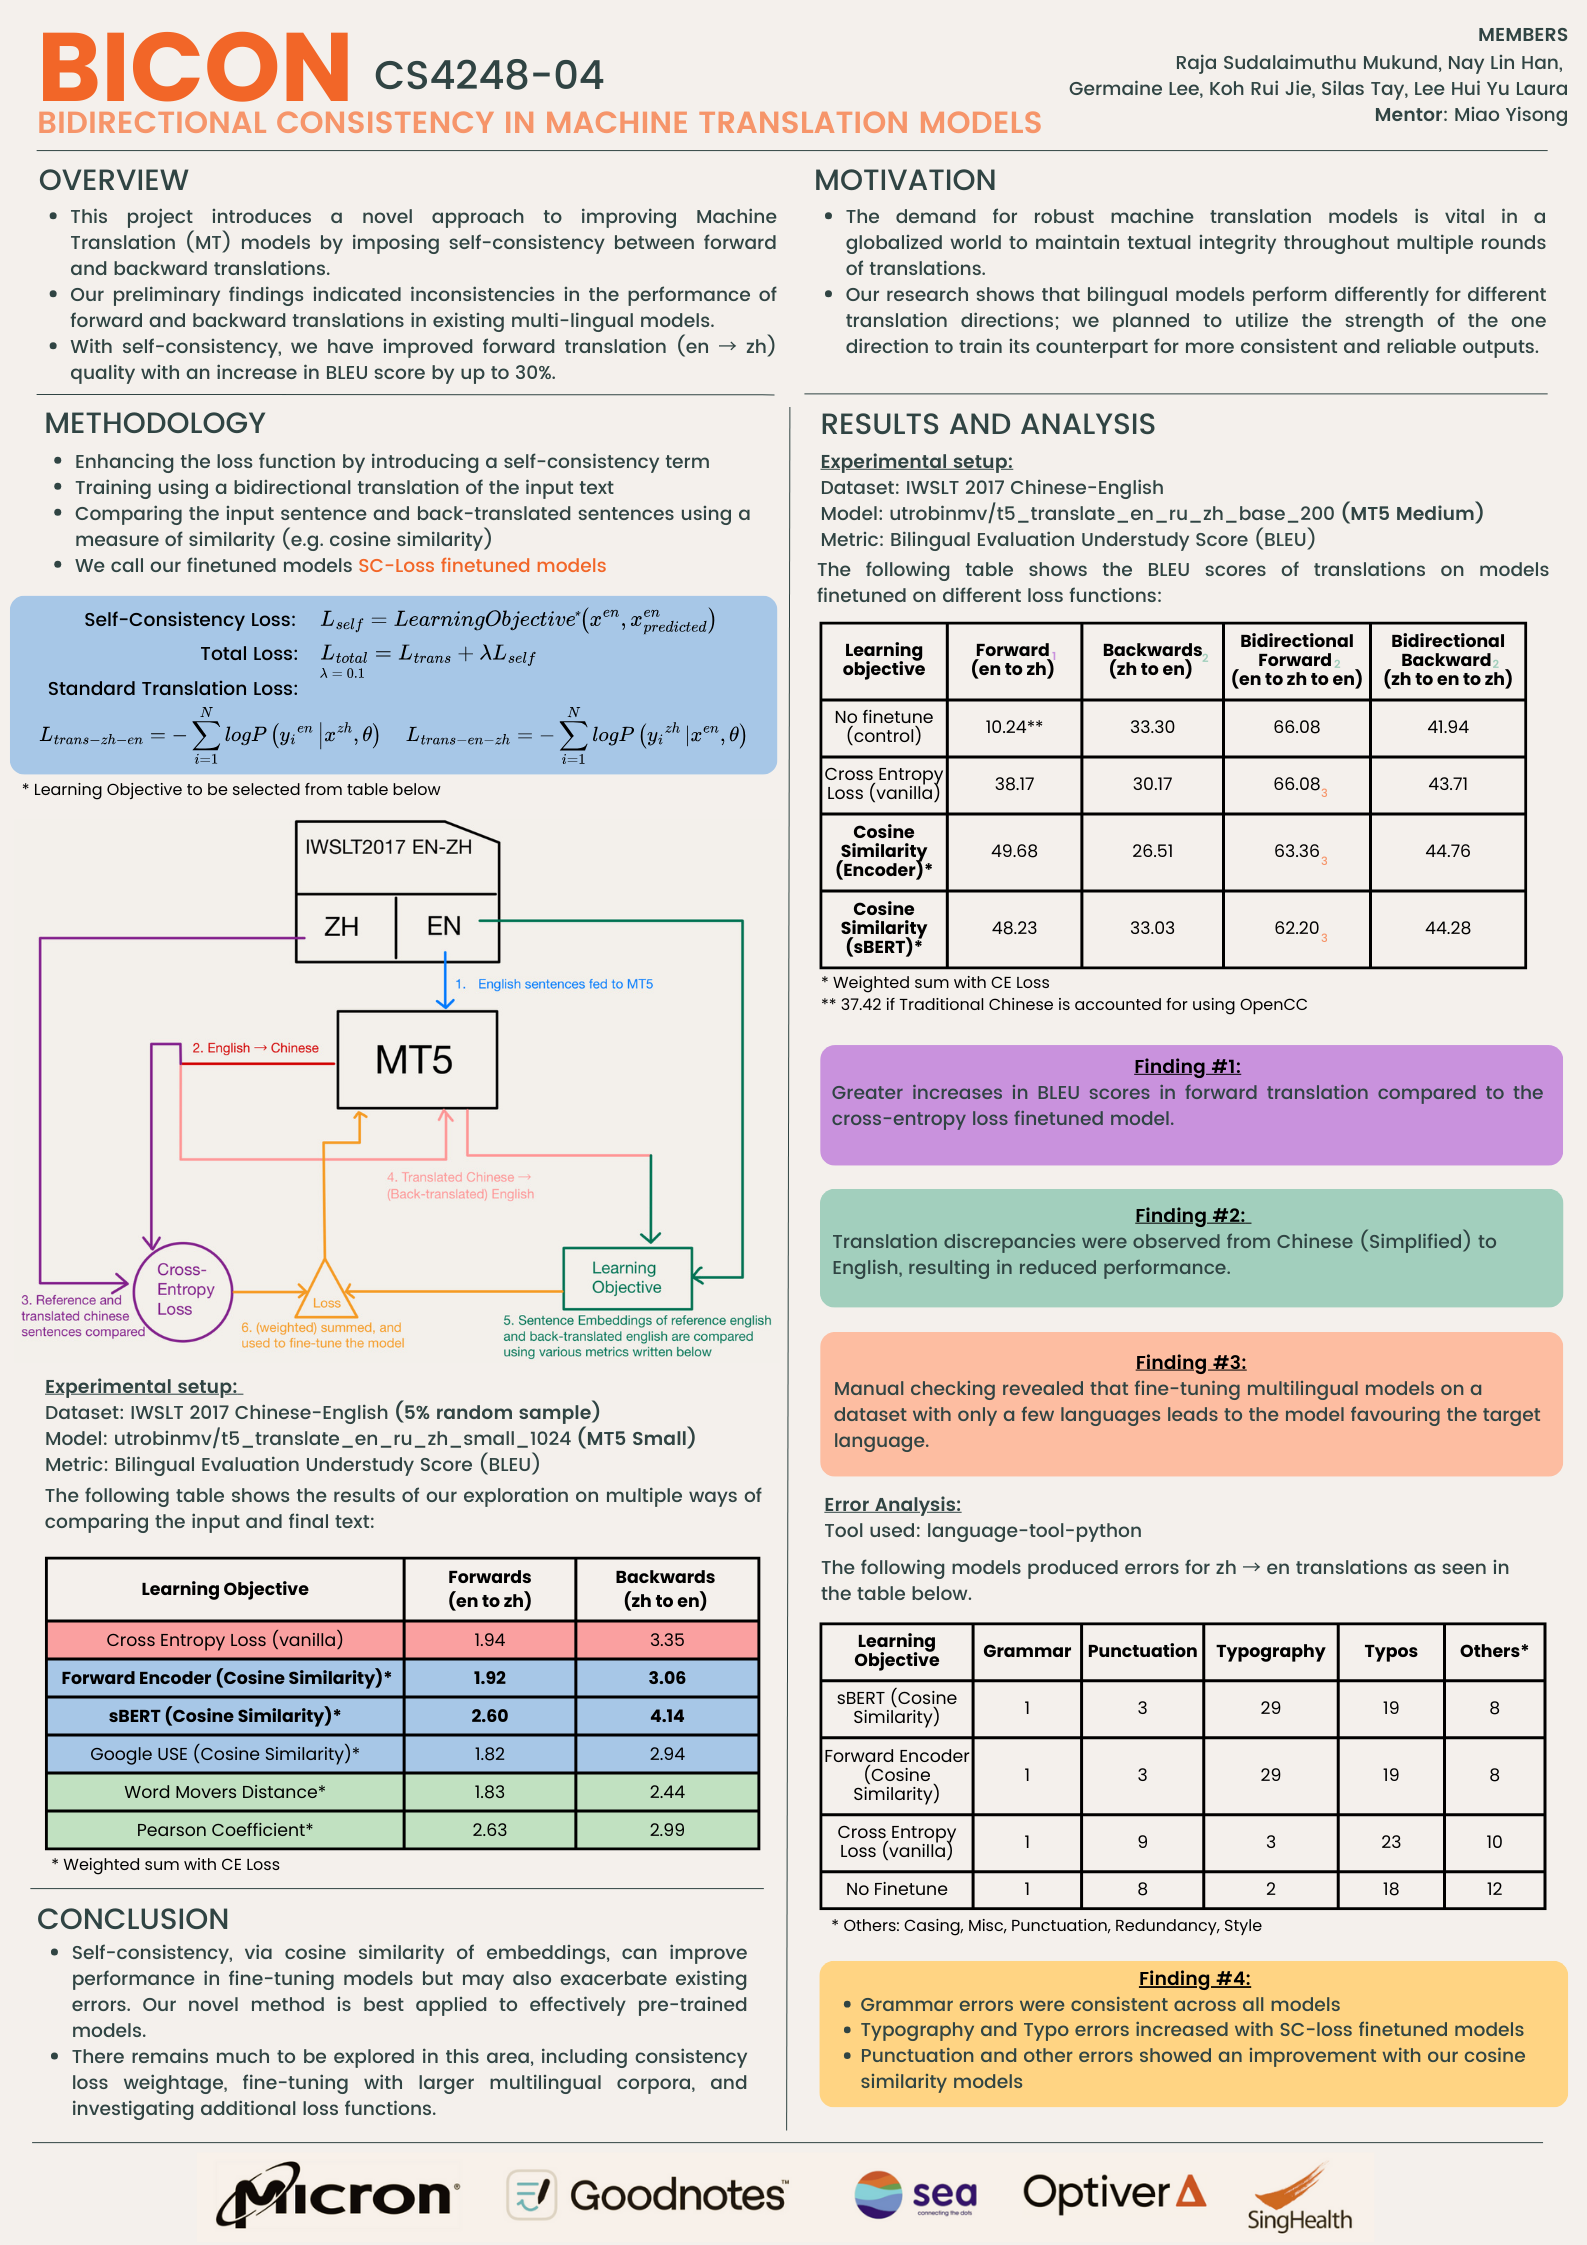 BICON CS4248-04
BIDIRECTIONAL CONSISTENCY IN MACHINE TRANSLATION MODELS
MEMBERS
Raja Sudalaimuthu Mukund, Nay Lin Han,
Germaine Lee, Koh Rui Jie, Silas Tay, Lee Hui Yu Laura
Mentor: Miao Yisong
OVERVIEW
• This project introduces a novel approach to improving Machine
Translation (MT) models by imposing self-consistency between forward
and backward translations.
• Our preliminary findings indicated inconsistencies in the performance of
forward and backward translations in existing multi-lingual models.
• With self-consistency, we have improved forward translation (en → zh)
quality with an increase in BLEU score by up to 30%.
MOTIVATION
• The demand for robust machine translation models is vital in a
globalized world to maintain textual integrity throughout multiple rounds
of translations.
• Our research shows that bilingual models perform differently for different
translation directions; we planned to utilize the strength of the one
direction to train its counterpart for more consistent and reliable outputs.
METHODOLOGY
• Enhancing the loss function by introducing a self-consistency term
• Training using a bidirectional translation of the input text
• Comparing the input sentence and back-translated sentences using a
measure of similarity (e.g. cosine similarity)
• We call our finetuned models SC-Loss finetuned models
Self-Consistency Loss: L_self = LearningObjective*(x^en, x^en_predicted)
Total Loss: L_total = L_trans + λL_self
λ = 0.1
Standard Translation Loss:
L_trans-zh-en = -∑_{i=1}^{N} logP (y_i^en | x^zh, θ) L_trans-en-zh = -∑_{i=1}^{N} logP (y_i^zh | x^en, θ)
* Learning Objective to be selected from table below
IWSLT2017 EN-ZH
ZH EN
1. English sentences fed to MT5
MT5
2. English → Chinese
4. Translated Chinese →
(Back-translated) English
Cross-
Entropy
Loss
3. Reference and
translated chinese
sentences compared
Loss
6. (weighted) summed, and
used to fine-tune the model
Learning
Objective
5. Sentence Embeddings of reference english
and back-translated english are compared
using various metrics written below
Experimental setup:
Dataset: IWSLT 2017 Chinese-English (5% random sample)
Model: utrobinmv/t5_translate_en_ru_zh_small_1024 (MT5 Small)
Metric: Bilingual Evaluation Understudy Score (BLEU)
The following table shows the results of our exploration on multiple ways of
comparing the input and final text:
Learning Objective Forwards (en to zh) Backwards (zh to en)
Cross Entropy Loss (vanilla) 1.94 3.35
Forward Encoder (Cosine Similarity)* 1.92 3.06
sBERT (Cosine Similarity)* 2.60 4.14
Google USE (Cosine Similarity)* 1.82 2.94
Word Movers Distance* 1.83 2.44
Pearson Coefficient* 2.63 2.99
* Weighted sum with CE Loss
CONCLUSION
• Self-consistency, via cosine similarity of embeddings, can improve
performance in fine-tuning models but may also exacerbate existing
errors. Our novel method is best applied to effectively pre-trained
models.
• There remains much to be explored in this area, including consistency
loss weightage, fine-tuning with larger multilingual corpora, and
investigating additional loss functions.
RESULTS AND ANALYSIS
Experimental setup:
Dataset: IWSLT 2017 Chinese-English
Model: utrobinmv/t5_translate_en_ru_zh_base_200 (MT5 Medium)
Metric: Bilingual Evaluation Understudy Score (BLEU)
The following table shows the BLEU scores of translations on models
finetuned on different loss functions:
Learning objective Forward 1 (en to zh) Backwards 2 (zh to en) Bidirectional Forward 2 (en to zh to en) Bidirectional Backward 2 (zh to en to zh)
No finetune (control) 10.24** 33.30 66.08 41.94
Cross Entropy Loss (vanilla) 38.17 30.17 66.08 3 43.71
Cosine Similarity (Encoder)* 49.68 26.51 63.36 3 44.76
Cosine Similarity (sBERT)* 48.23 33.03 62.20 3 44.28
* Weighted sum with CE Loss
** 37.42 if Traditional Chinese is accounted for using OpenCC
Finding #1:
Greater increases in BLEU scores in forward translation compared to the
cross-entropy loss finetuned model.
Finding #2:
Translation discrepancies were observed from Chinese (Simplified) to
English, resulting in reduced performance.
Finding #3:
Manual checking revealed that fine-tuning multilingual models on a
dataset with only a few languages leads to the model favouring the target
language.
Error Analysis:
Tool used: language-tool-python
The following models produced errors for zh → en translations as seen in
the table below.
Learning Objective Grammar Punctuation Typography Typos Others*
sBERT (Cosine Similarity) 1 3 29 19 8
Forward Encoder (Cosine Similarity) 1 3 29 19 8
Cross Entropy Loss (vanilla) 1 9 3 23 10
No Finetune 1 8 2 18 12
* Others: Casing, Misc, Punctuation, Redundancy, Style
Finding #4:
• Grammar errors were consistent across all models
• Typography and Typo errors increased with SC-loss finetuned models
• Punctuation and other errors showed an improvement with our cosine
similarity models
Micron®
Goodnotes™
sea
connecting the dots
Optiver
SingHealth